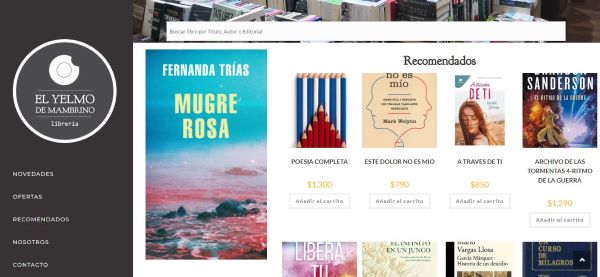 Buscar libro por Título, Autor o Editorial
EL YELMO
DE MAMBRINO
librería
NOVEDADES
OFERTAS
RECOMENDADOS
NOSOTROS
CONTACTO
FERNANDA TRÍAS
MUGRE
ROSA
Recomendados
no es
mío
Mark Wolynn
POESIA COMPLETA
$1,300
Añadir al carrito
ESTE DOLOR NO ES MIO
$790
Añadir al carrito
A través
DE TI
A TRAVES DE TI
$850
Añadir al carrito
SANDERSON
EL RITMO DE LA GUERRA
ARCHIVO DE LAS
TORMENTAS 4-RITMO
DE LA GUERRA
$1,290
Añadir al carrito
LIBERA
TU
EL INFINITO
EN UN JUNCO
Mario
Vargas Llosa
García Márquez:
Historia de un deicidio
UN CURSO
DE
MILAGROS